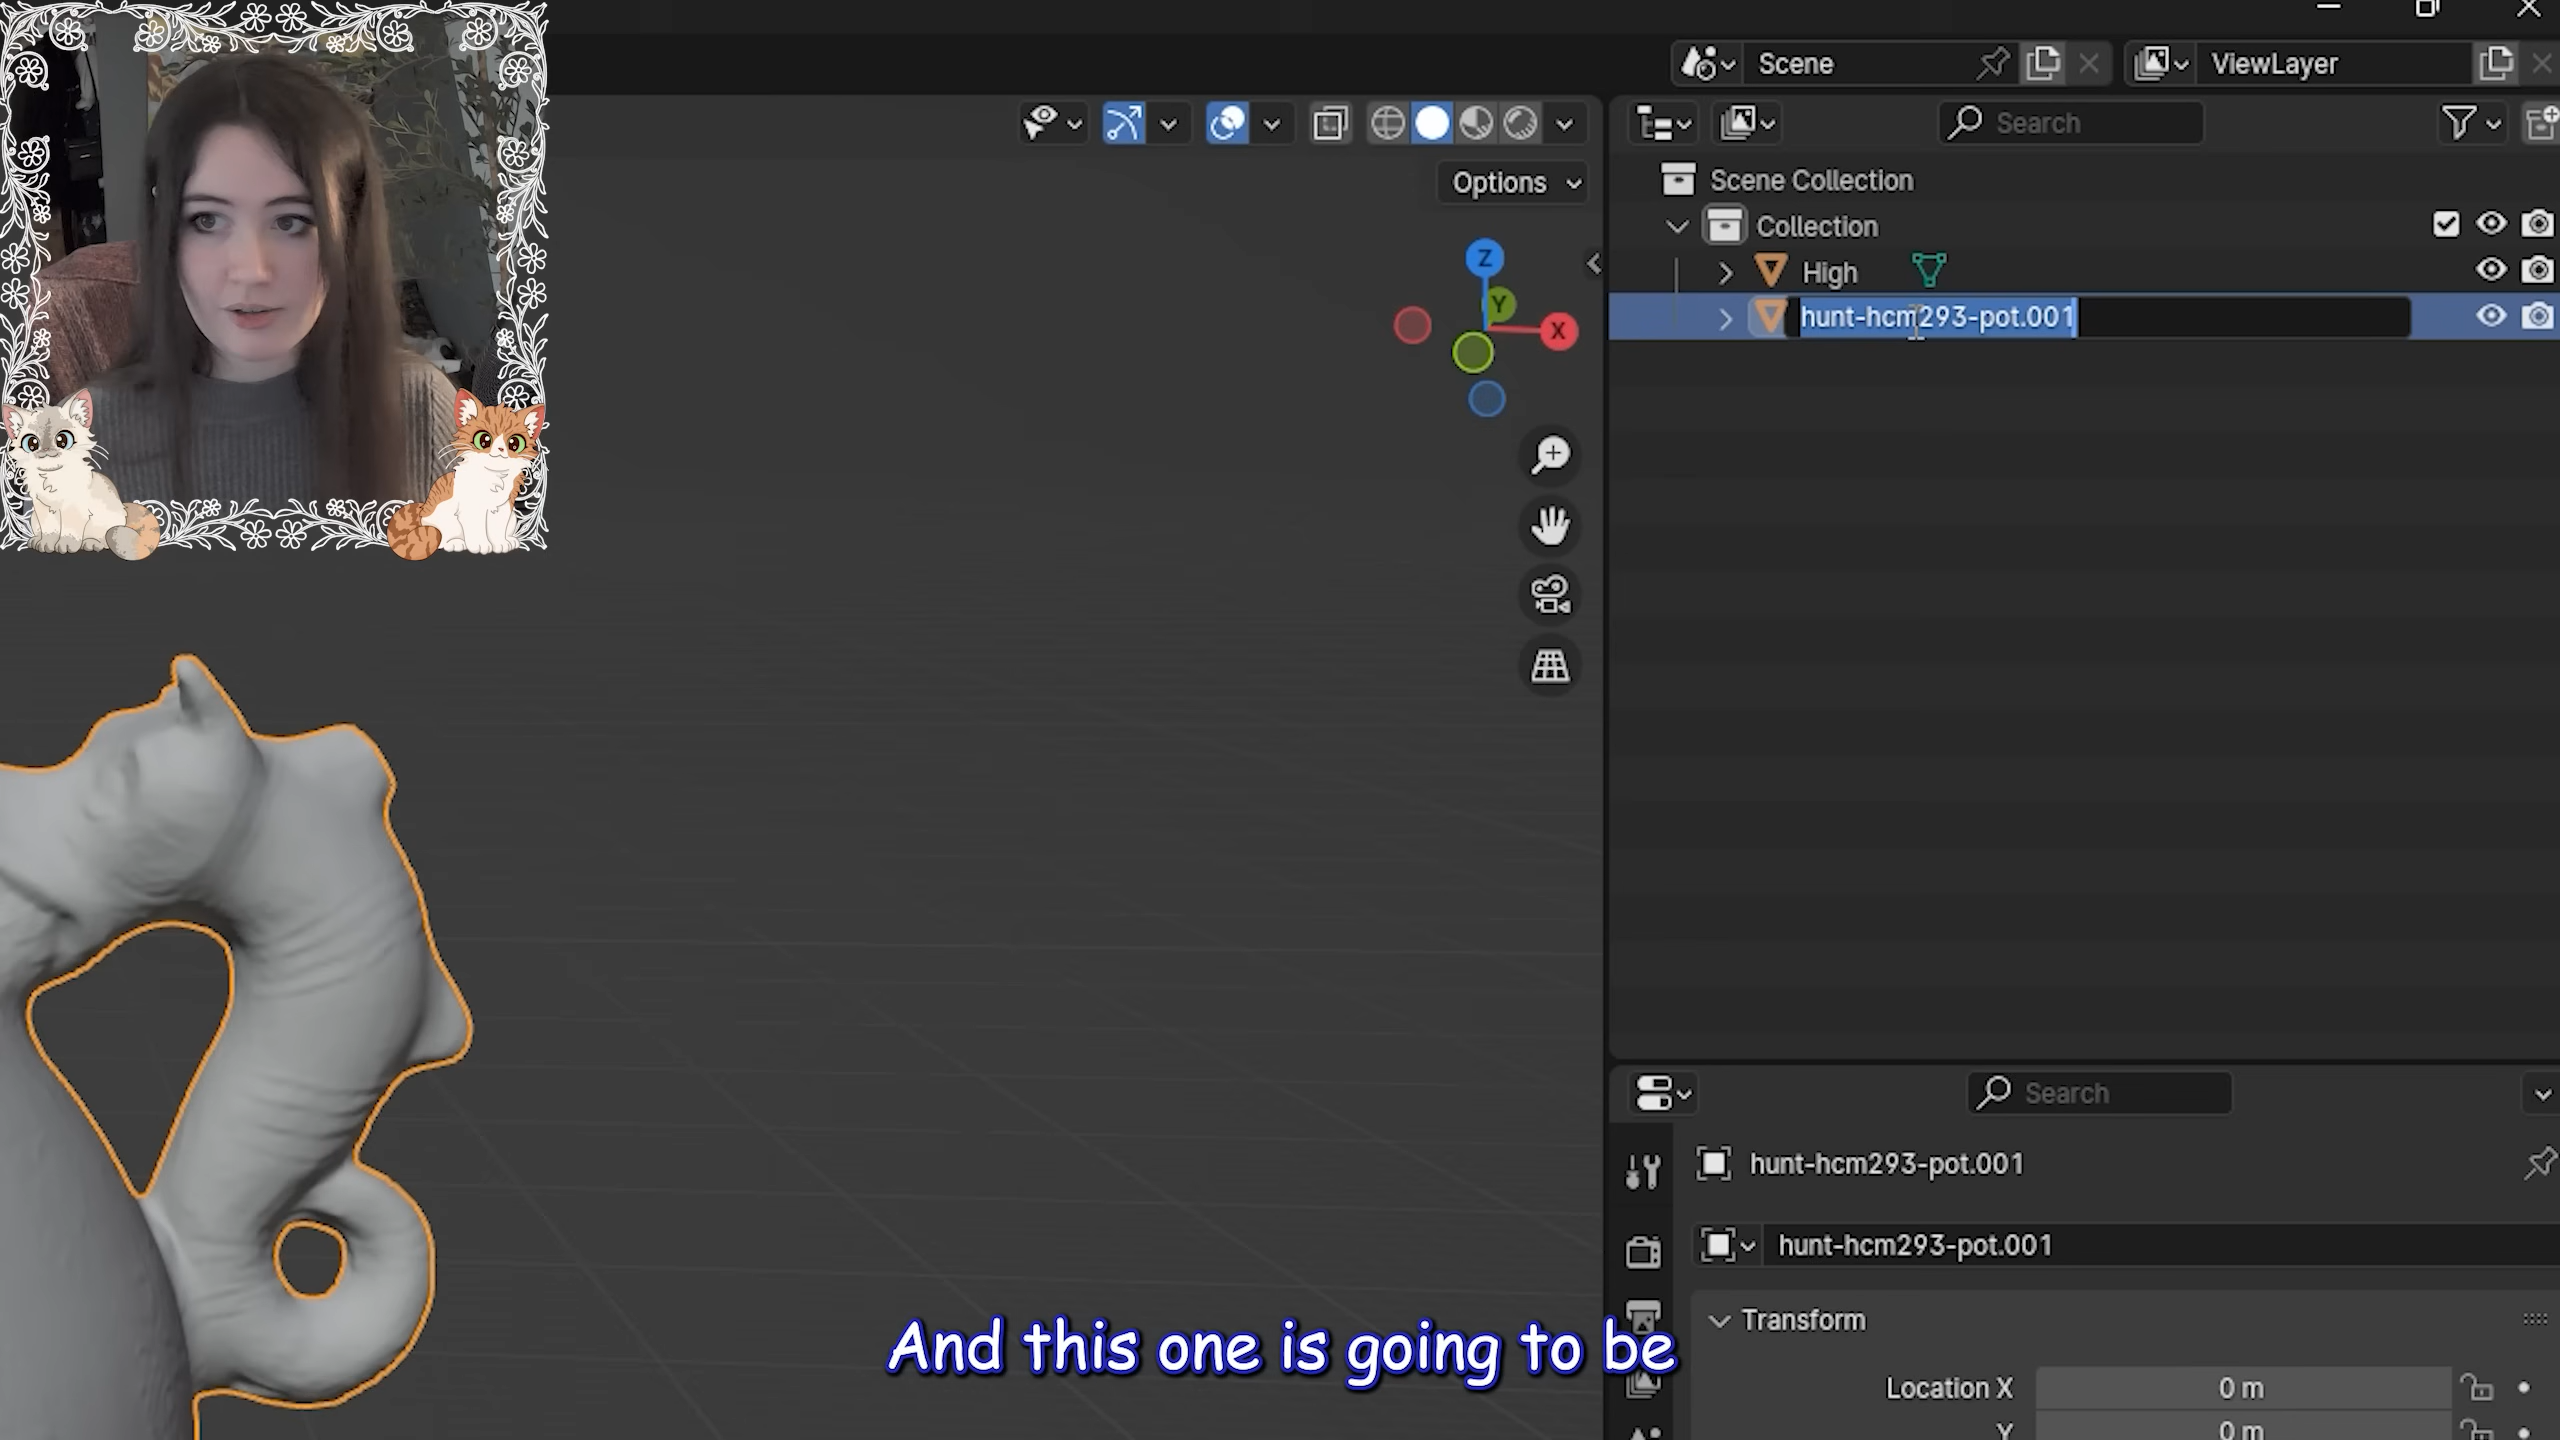 Scene
ViewLayer
Search
Options
Scene Collection
Collection
High
hunt-hcm293-pot.001
Z
Y
X
Search
hunt-hcm293-pot.001
hunt-hcm293-pot.001
Transform
Location X
0 m
Y
0 m
And this one is going to be